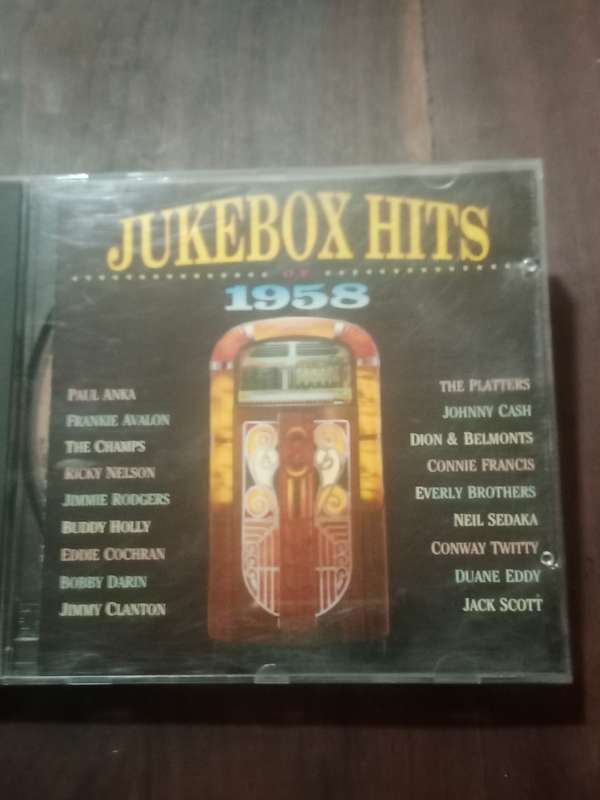 JUKEBOX HITS
OF
1958
PAUL ANKA
FRANKIE AVALON
THE CHAMPS
RICKY NELSON
JIMMIE RODGERS
BUDDY HOLLY
EDDIE COCHRAN
BOBBY DARIN
JIMMY CLANTON
THE PLATTERS
JOHNNY CASH
DION & BELMONTS
CONNIE FRANCIS
EVERLY BROTHERS
NEIL SEDAKA
CONWAY TWITTY
DUANE EDDY
JACK SCOTT